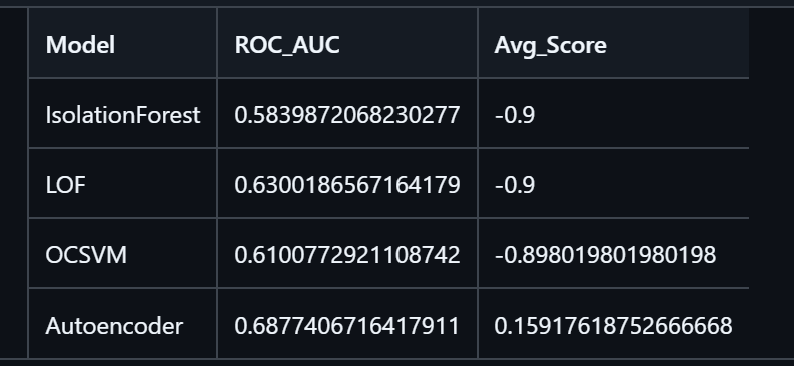 Model ROC_AUC Avg_Score
IsolationForest 0.5839872068230277 -0.9
LOF 0.6300186567164179 -0.9
OCSVM 0.6100772921108742 -0.898019801980198
Autoencoder 0.6877406716417911 0.15917618752666668